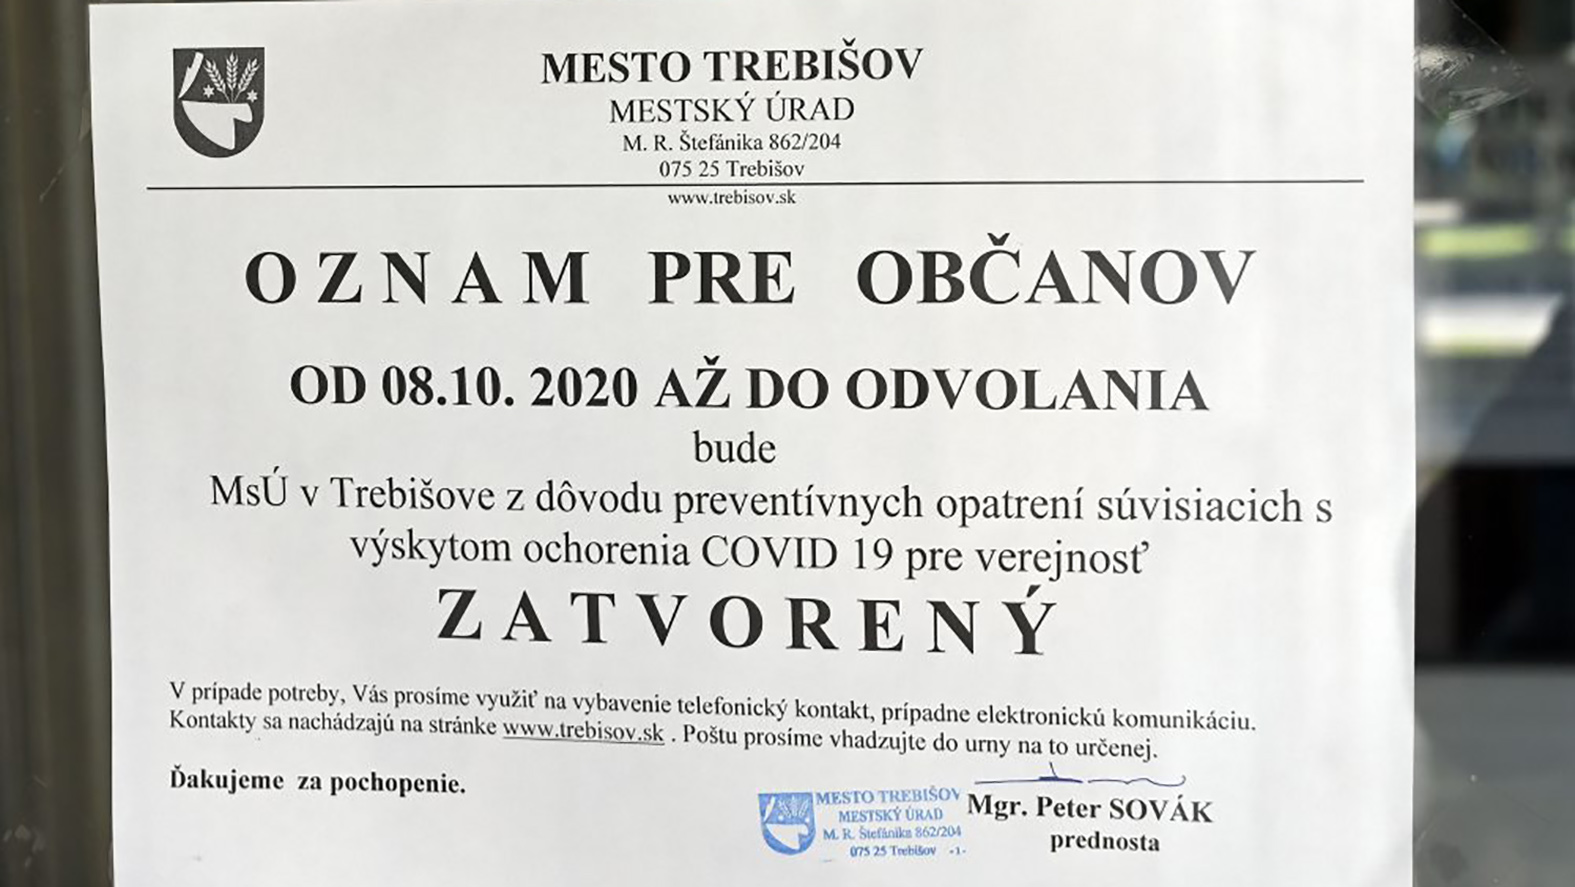 MESTO TREBIŠOV
MESTSKÝ ÚRAD
M. R. Štefánika 862/204
075 25 Trebišov
www.trebisov.sk
OZNAM PRE OBČANOV
OD 08.10. 2020 AŽ DO ODVOLANIA
bude
MsÚ v Trebišove z dôvodu preventívnych opatrení súvisiacich s
výskytom ochorenia COVID 19 pre verejnosť
ZATVORENÝ
V prípade potreby, Vás prosíme využiť na vybavenie telefonický kontakt, prípadne elektronickú komunikáciu.
Kontakty sa nachádzajú na stránke www.trebisov.sk . Poštu prosíme vhadzujte do urny na to určenej.
Ďakujeme za pochopenie.
MESTO TREBIŠOV
MESTSKÝ ÚRAD
M. R. Štefánika 862/204
075 25 Trebišov -1-
Mgr. Peter SOVÁK
prednosta